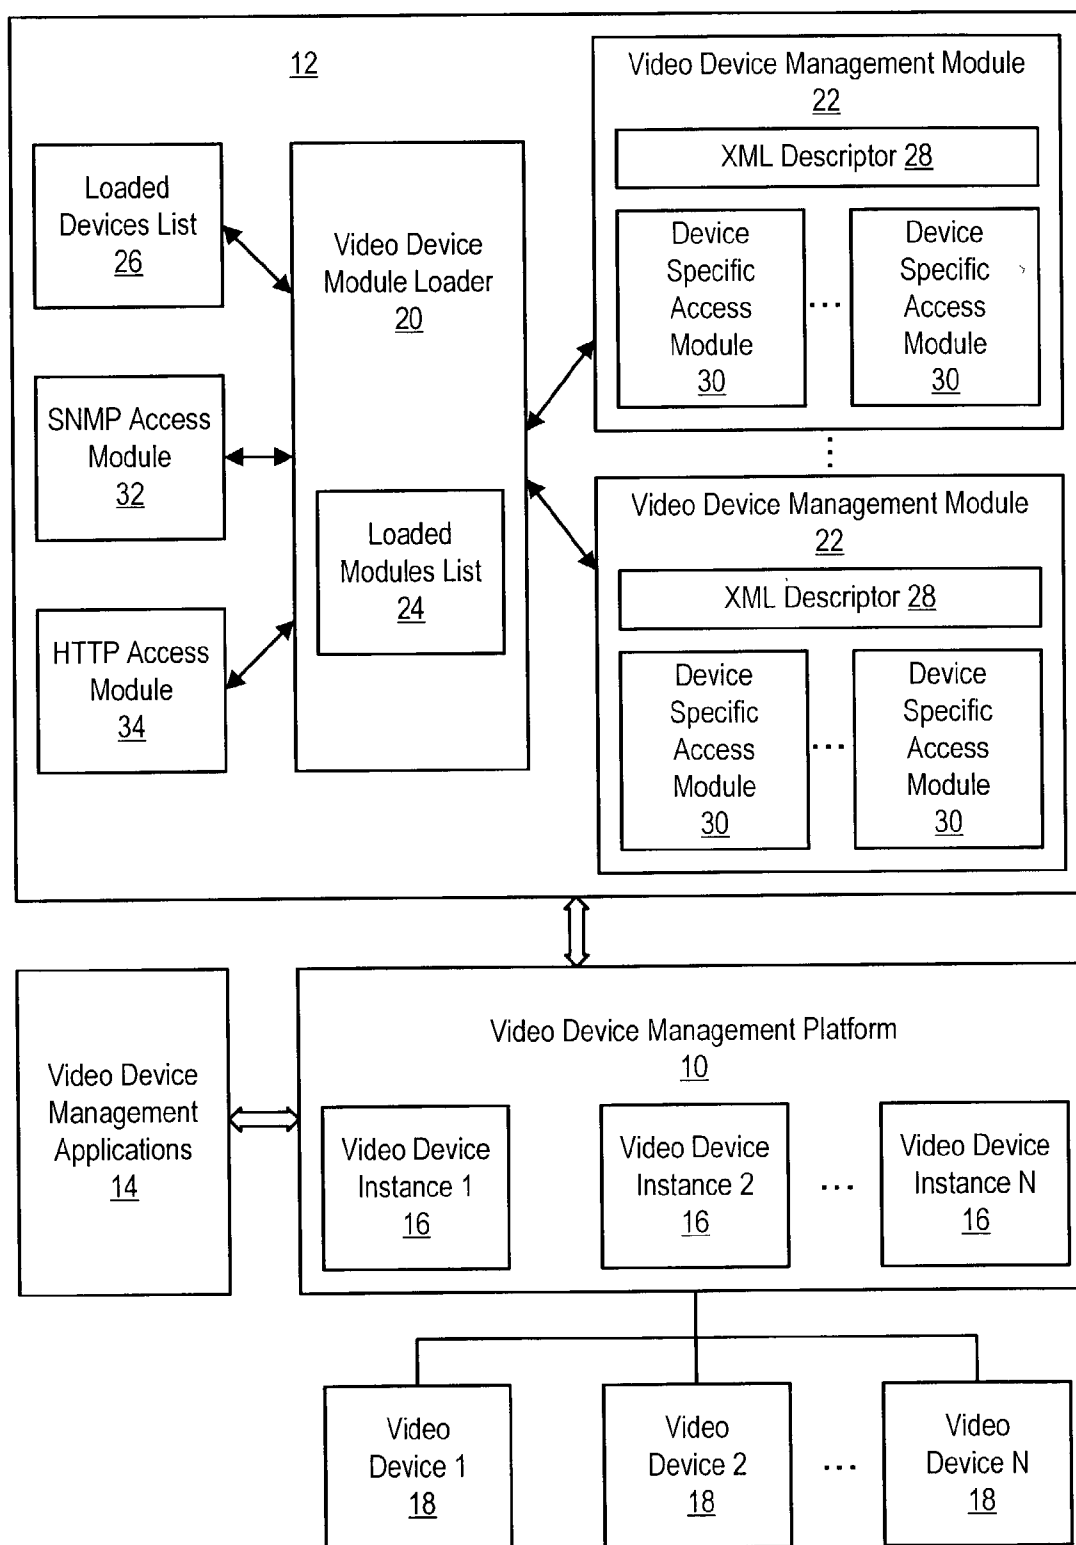 12
Loaded
Devices List
26
SNMP Access
Module
32
HTTP Access
Module
34
Video Device
Module Loader
20
Loaded
Modules List
24
Video Device Management Module
22
XML Descriptor 28
Device
Specific
Access
Module
30
...
Device
Specific
Access
Module
30
Video Device Management Module
22
XML Descriptor 28
Device
Specific
Access
Module
30
...
Device
Specific
Access
Module
30
Video Device
Management
Applications
14
Video Device Management Platform
10
Video Device
Instance 1
16
Video Device
Instance 2
16
...
Video Device
Instance N
16
Video
Device 1
18
Video
Device 2
18
...
Video
Device N
18